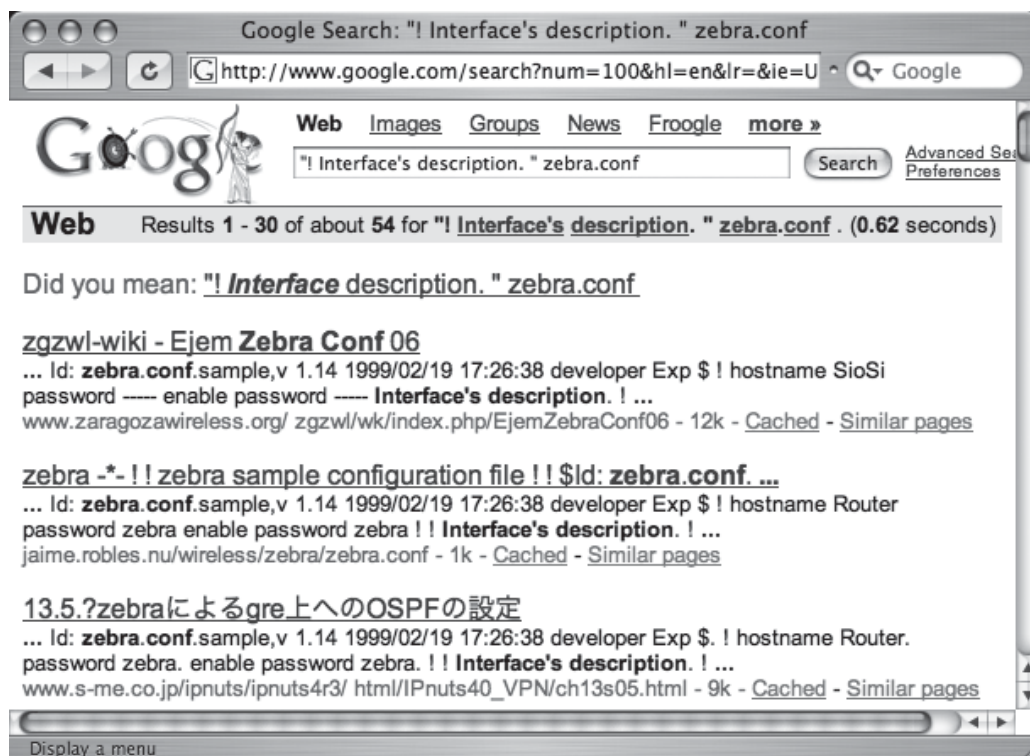 Google Search: "! Interface's description. " zebra.conf
http://www.google.com/search?num=100&hl=en&lr=&ie=U
Google
Google
Web Images Groups News Froogle more »
"! Interface's description. " zebra.conf
Search
Advanced Sea
Preferences
Web Results 1 - 30 of about 54 for "! Interface's description. " zebra.conf . (0.62 seconds)
Did you mean: "! Interface description. " zebra.conf
zgzwl-wiki - Ejem Zebra Conf 06
... Id: zebra.conf.sample,v 1.14 1999/02/19 17:26:38 developer Exp $ ! hostname SioSi
password ----- enable password ----- Interface's description. ! ...
www.zaragozawireless.org/ zgzwl/wk/index.php/EjemZebraConf06 - 12k - Cached - Similar pages
zebra -*- ! ! zebra sample configuration file ! ! $Id: zebra.conf. ...
... Id: zebra.conf.sample,v 1.14 1999/02/19 17:26:38 developer Exp $ ! hostname Router
password zebra enable password zebra ! ! Interface's description. ! ...
jaime.robles.nu/wireless/zebra/zebra.conf - 1k - Cached - Similar pages
13.5.?zebraによるgre上へのOSPFの設定
... Id: zebra.conf.sample,v 1.14 1999/02/19 17:26:38 developer Exp $. ! hostname Router.
password zebra. enable password zebra. ! ! Interface's description. ! ...
www.s-me.co.jp/ipnuts/ipnuts4r3/ html/IPnuts40_VPN/ch13s05.html - 9k - Cached - Similar pages
Display a menu